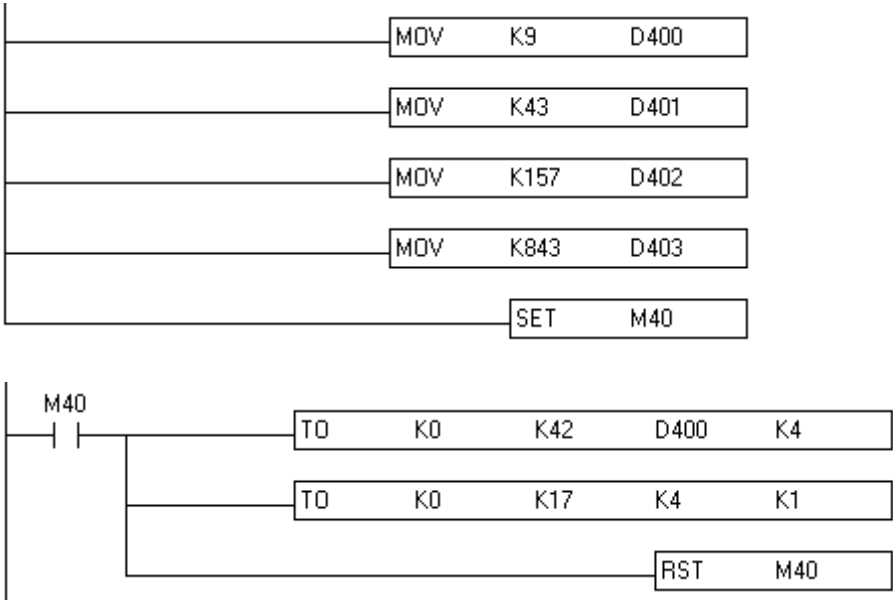 MOV K9 D400
MOV K43 D401
MOV K157 D402
MOV K843 D403
SET M40
M40
TO K0 K42 D400 K4
TO K0 K17 K4 K1
RST M40